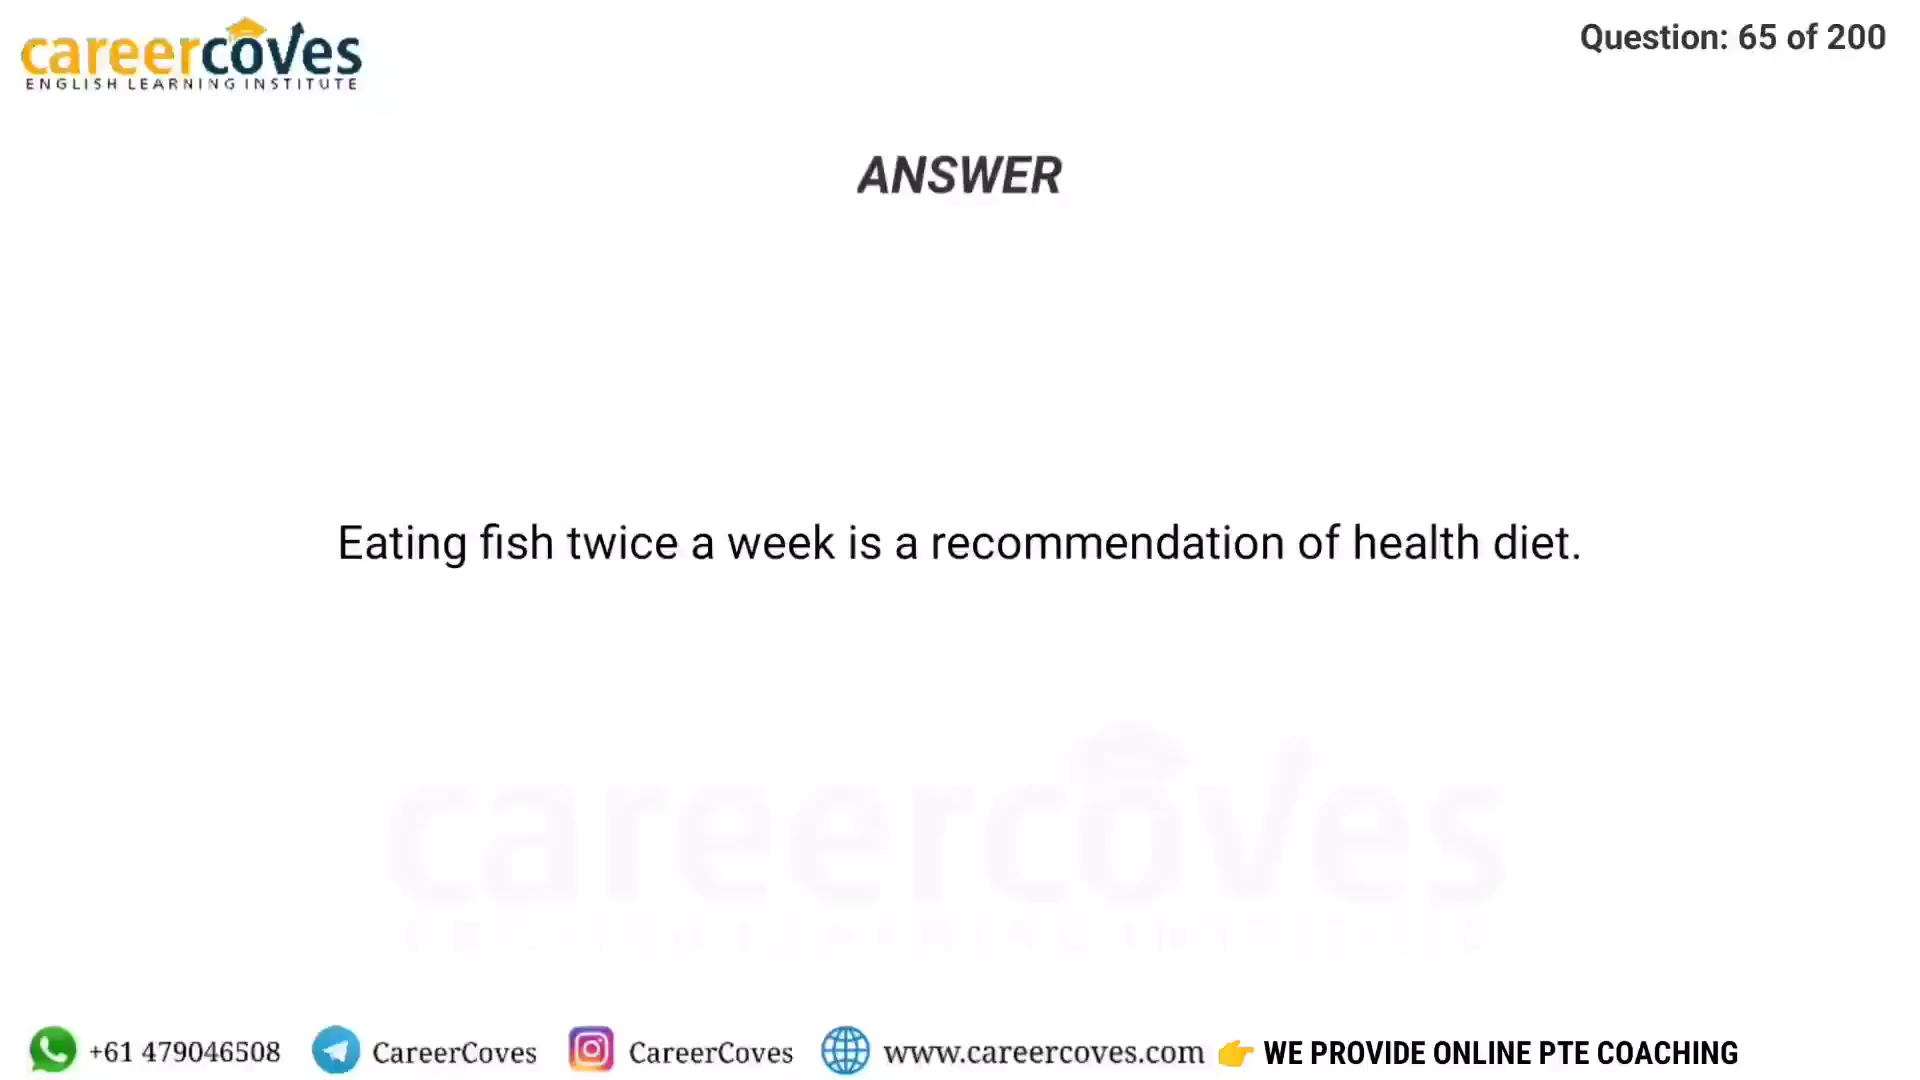 careercoves
ENGLISH LEARNING INSTITUTE
Question: 65 of 200
ANSWER
Eating fish twice a week is a recommendation of health diet.
careercoves
+61 479046508 CareerCoves CareerCoves www.careercoves.com 👉 WE PROVIDE ONLINE PTE COACHING